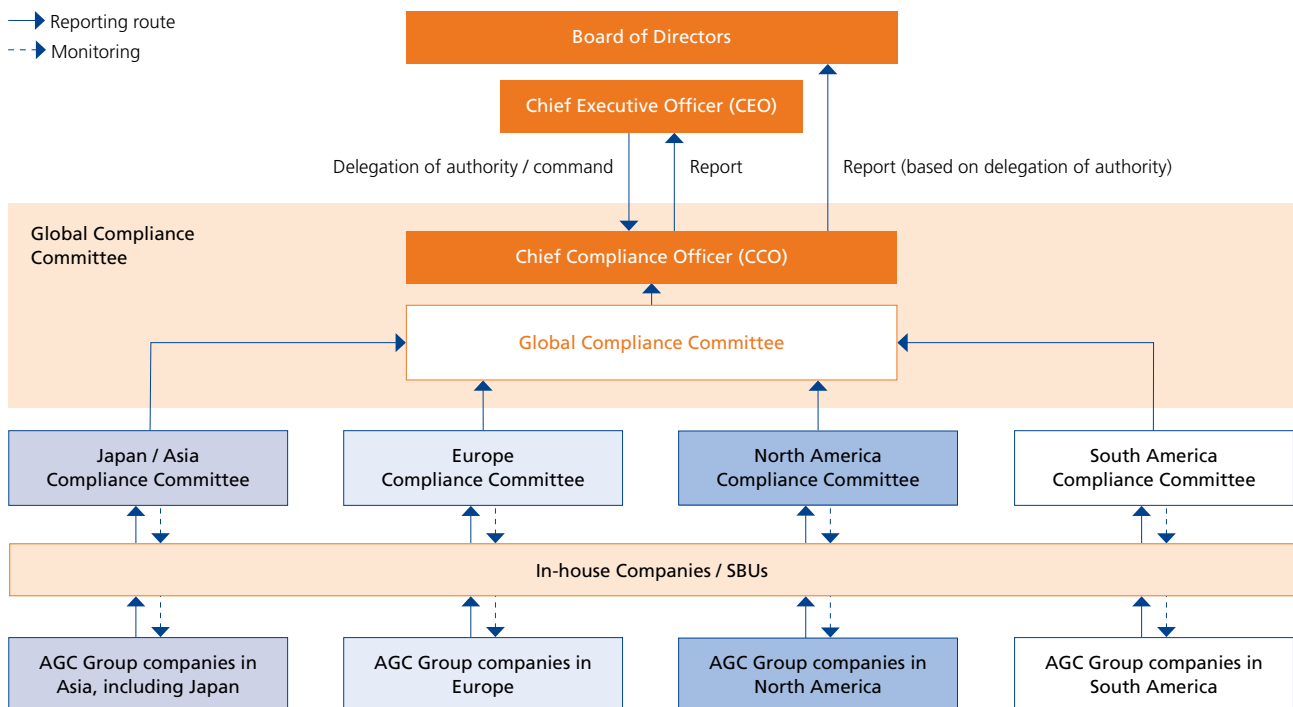 Reporting route
Monitoring
Board of Directors
Chief Executive Officer (CEO)
Delegation of authority / command
Report
Report (based on delegation of authority)
Global Compliance
Committee
Chief Compliance Officer (CCO)
Global Compliance Committee
Japan / Asia
Compliance Committee
Europe
Compliance Committee
North America
Compliance Committee
South America
Compliance Committee
In-house Companies / SBUs
AGC Group companies in
Asia, including Japan
AGC Group companies in
Europe
AGC Group companies in
North America
AGC Group companies in
South America